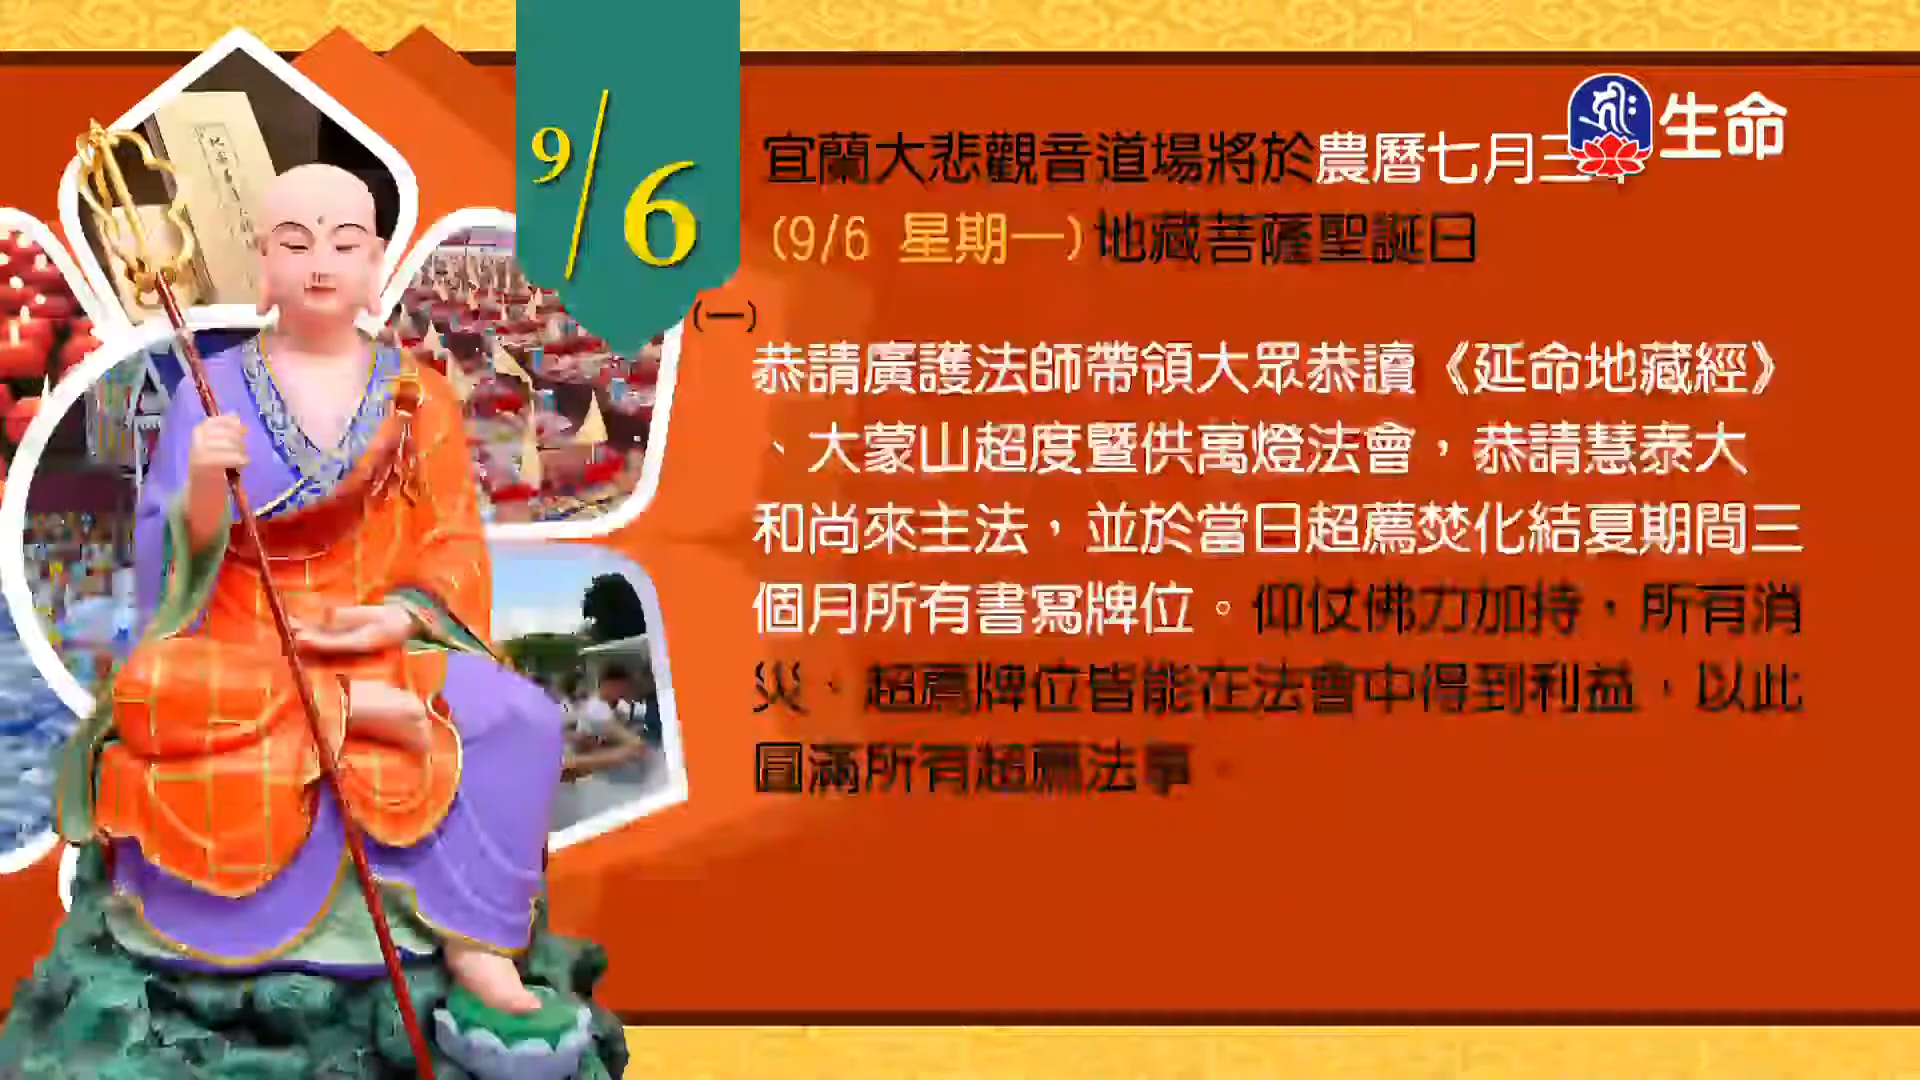 9/6
(一)
生命
宜蘭大悲觀音道場將於農曆七月三
(9/6 星期一)地藏菩薩聖誕日
恭請廣護法師帶領大眾恭讀《延命地藏經》
、大蒙山超度暨供萬燈法會，恭請慧泰大
和尚來主法，並於當日超薦焚化結夏期間三
個月所有書寫牌位。仰仗佛力加持，所有消
災、超薦牌位皆能在法會中得到利益，以此
圓滿所有超薦法事。